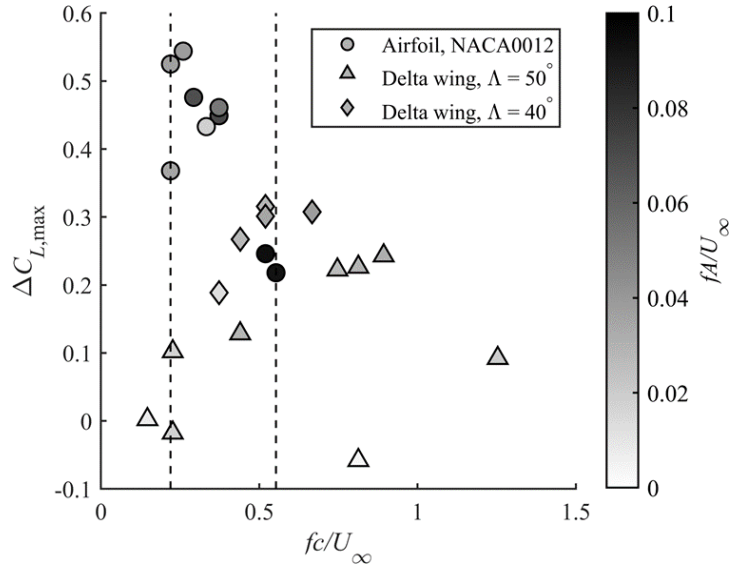 0.6
0.5
0.4
0.3
0.2
0.1
0
-0.1
ΔC_{L,max}
0 0.5 1 1.5
fc/U_∞
Airfoil, NACA0012
Delta wing, Λ = 50°
Delta wing, Λ = 40°
0.1
0.08
0.06
0.04
0.02
0
fA/U_∞